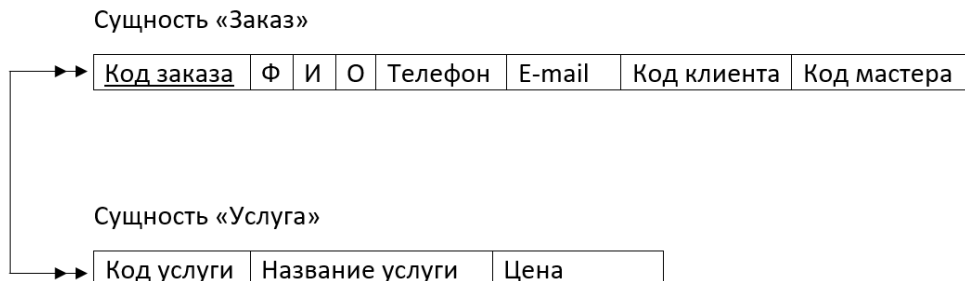 Сущность «Заказ»
Код заказа Ф И О Телефон E-mail Код клиента Код мастера
Сущность «Услуга»
Код услуги Название услуги Цена